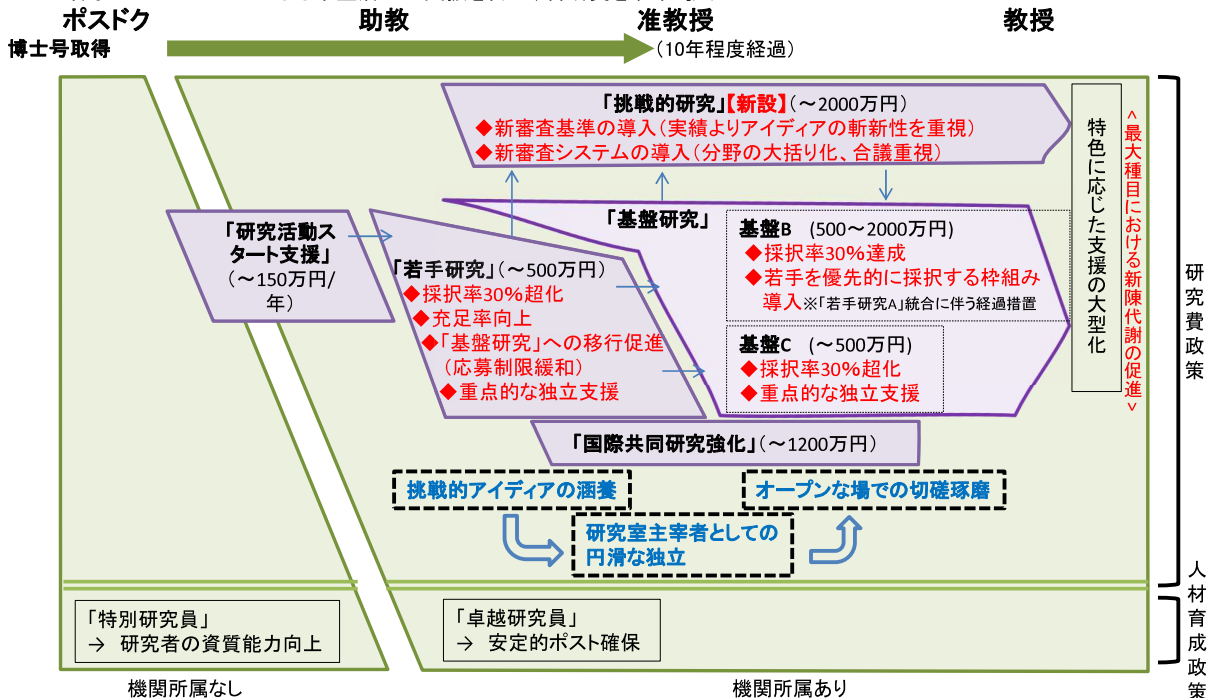 ポスドク
助教
准教授
教授
博士号取得
(10年程度経過)
「挑戦的研究」【新設】(～2000万円)
◆新審査基準の導入(実績よりアイディアの斬新性を重視)
◆新審査システムの導入(分野の大括り化、合議重視)
特色に応じた支援の大型化
<最大種目における新陳代謝の促進>
研究費政策
「研究活動ス
タート支援」
(～150万円/
年)
「若手研究」(～500万円)
◆採択率30%超化
◆充足率向上
◆「基盤研究」への移行促進
(応募制限緩和)
◆重点的な独立支援
「基盤研究」
基盤B (500～2000万円)
◆採択率30%達成
◆若手を優先的に採択する枠組み
導入※「若手研究A」統合に伴う経過措置
基盤C (～500万円)
◆採択率30%超化
◆重点的な独立支援
「国際共同研究強化」(～1200万円)
挑戦的アイディアの涵養
オープンな場での切磋琢磨
研究室主宰者としての
円滑な独立
「特別研究員」
→ 研究者の資質能力向上
「卓越研究員」
→ 安定的ポスト確保
人材育成政策
機関所属なし
機関所属あり